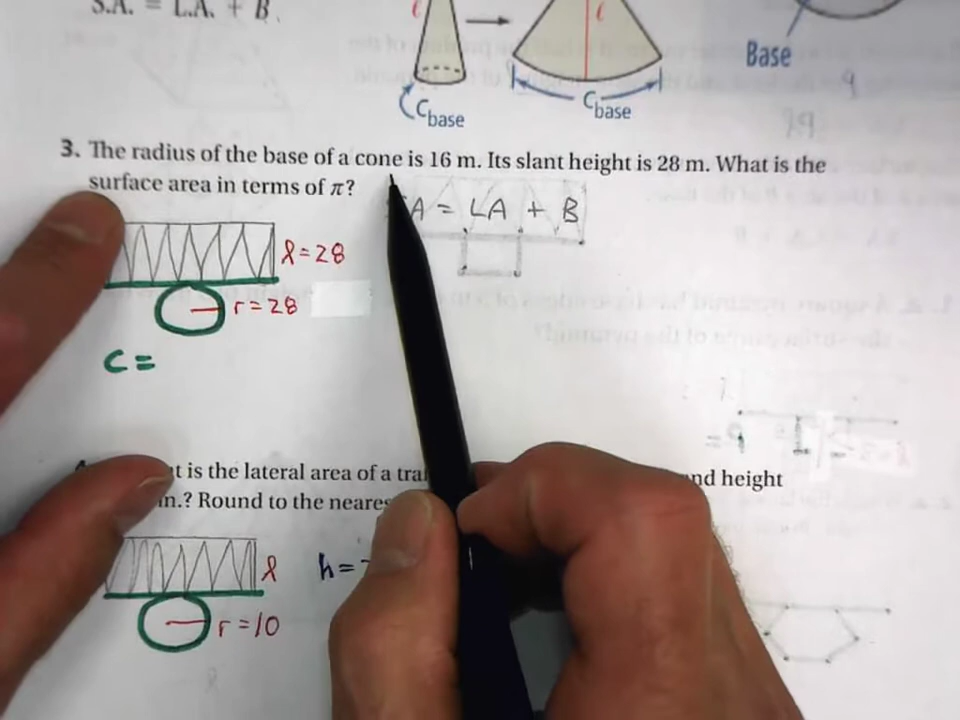 S.A. = L.A. + B.
ℓ
ℓ
Base
9
C base
C base
3. The radius of the base of a cone is 16 m. Its slant height is 28 m. What is the
surface area in terms of π?
A = LA + B
l = 28
r = 28
C =
is the lateral area of a
nd height
in.? Round to the
l
h =
r = 10